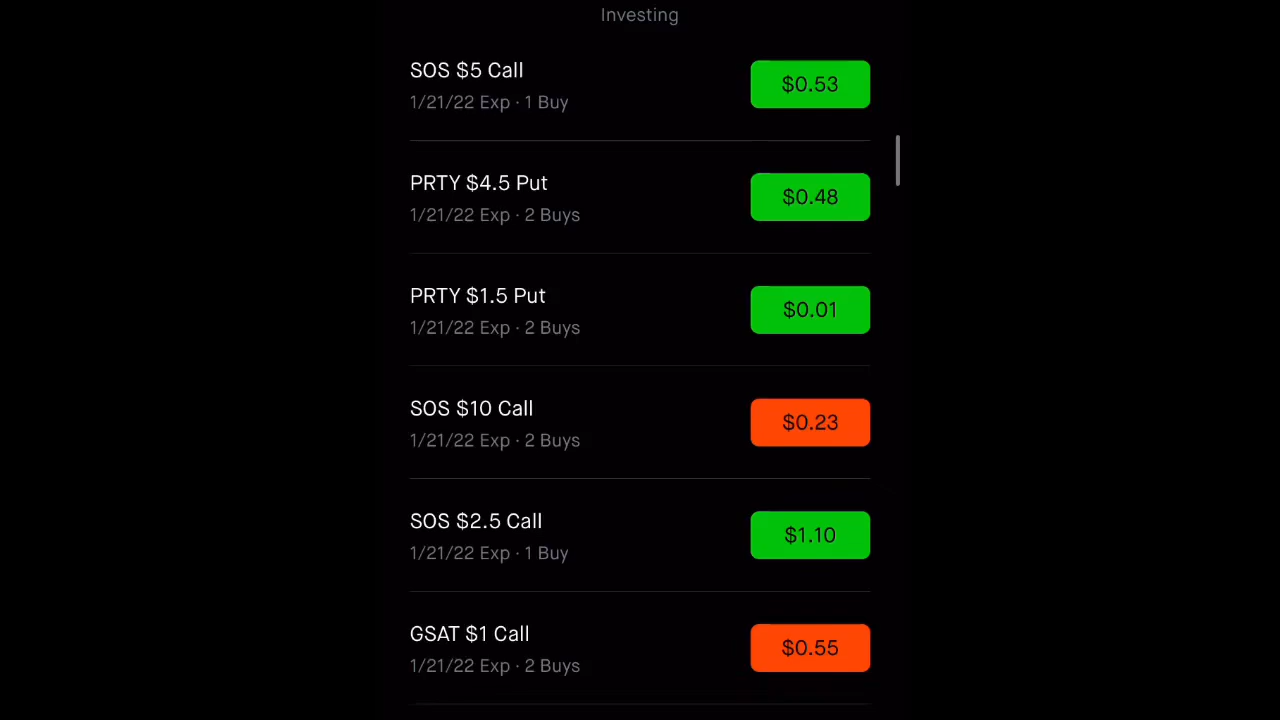 Investing
SOS $5 Call
$0.53
1/21/22 Exp · 1 Buy
PRTY $4.5 Put
$0.48
1/21/22 Exp · 2 Buys
PRTY $1.5 Put
$0.01
1/21/22 Exp · 2 Buys
SOS $10 Call
$0.23
1/21/22 Exp · 2 Buys
SOS $2.5 Call
$1.10
1/21/22 Exp · 1 Buy
GSAT $1 Call
$0.55
1/21/22 Exp · 2 Buys